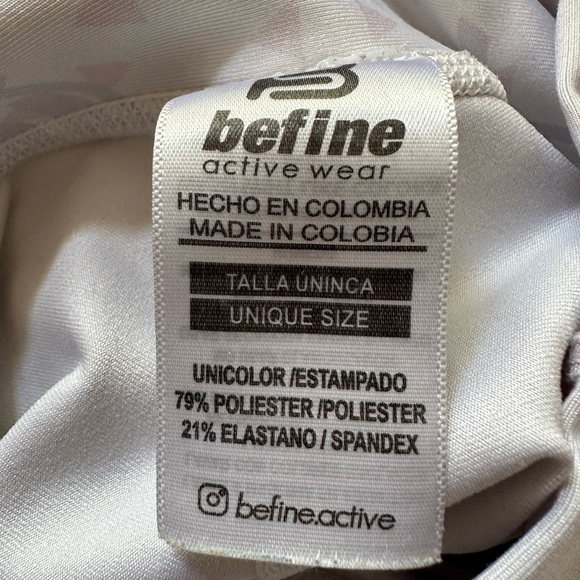 befine
active wear
HECHO EN COLOMBIA
MADE IN COLOBIA
TALLA ÚNINCA
UNIQUE SIZE
UNICOLOR /ESTAMPADO
79% POLIESTER /POLIESTER
21% ELASTANO / SPANDEX
befine.active